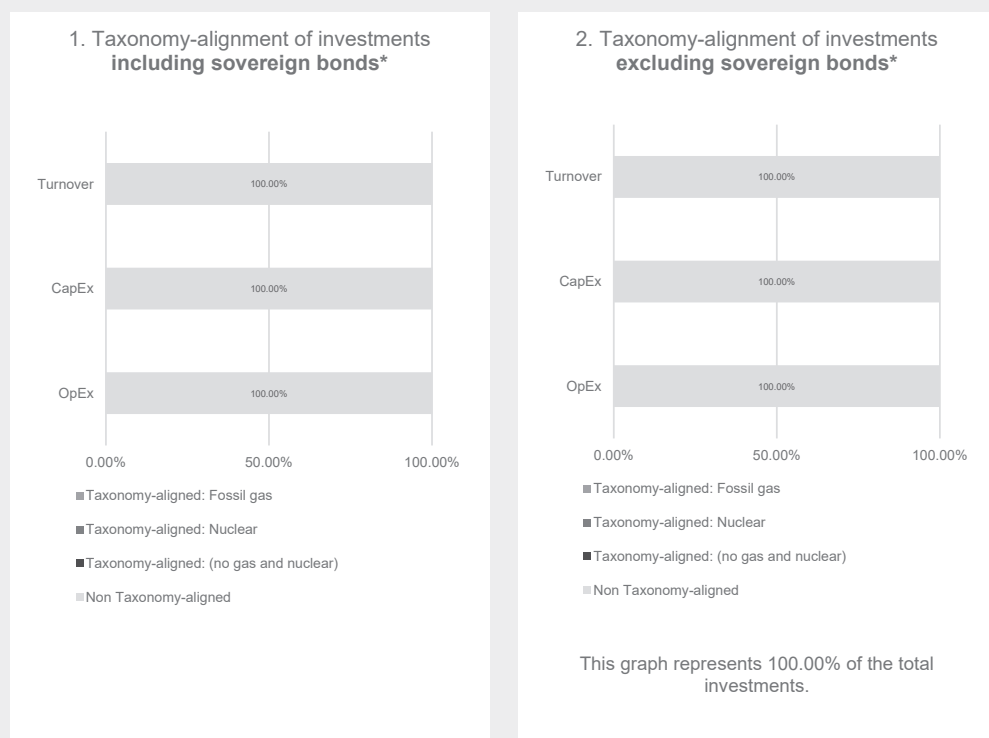 1. Taxonomy-alignment of investments
including sovereign bonds*
Turnover
100.00%
CapEx
100.00%
OpEx
100.00%
0.00%
50.00%
100.00%
Taxonomy-aligned: Fossil gas
Taxonomy-aligned: Nuclear
Taxonomy-aligned: (no gas and nuclear)
Non Taxonomy-aligned
2. Taxonomy-alignment of investments
excluding sovereign bonds*
Turnover
100.00%
CapEx
100.00%
OpEx
100.00%
0.00%
50.00%
100.00%
Taxonomy-aligned: Fossil gas
Taxonomy-aligned: Nuclear
Taxonomy-aligned: (no gas and nuclear)
Non Taxonomy-aligned
This graph represents 100.00% of the total
investments.